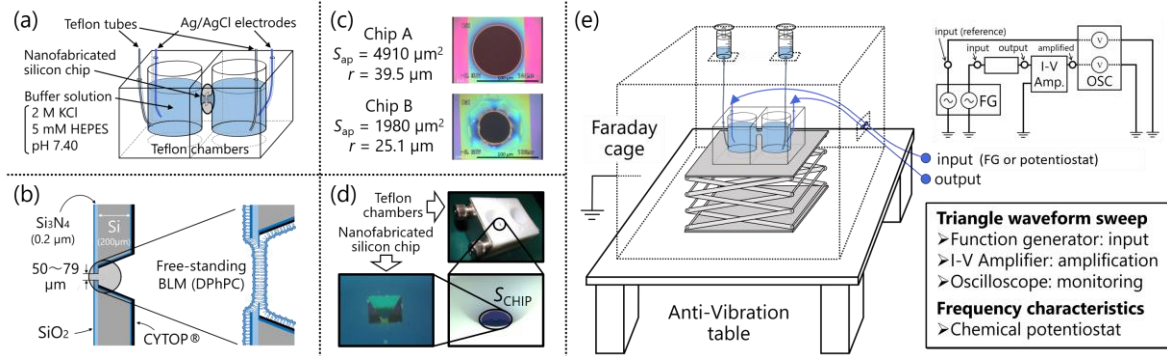 (a)
Teflon tubes
Ag/AgCl electrodes
Nanofabricated
silicon chip
Buffer solution
2 M KCl
5 mM HEPES
pH 7.40
Teflon chambers
(b)
Si₃N₄
(0.2 μm)
Si
(200μm)
50～79
μm
Free-standing
BLM (DPhPC)
SiO₂
CYTOP®
(c)
Chip A
Sap = 4910 μm²
r = 39.5 μm
Chip B
Sap = 1980 μm²
r = 25.1 μm
(d)
Teflon
chambers
Nanofabricated
silicon chip
SCHIP
(e)
Faraday
cage
Anti-Vibration
table
input (FG or potentiostat)
output
input (reference)
input
output
amplified
I-V
Amp.
V
V
OSC
FG
Triangle waveform sweep
➢Function generator: input
➢I-V Amplifier: amplification
➢Oscilloscope: monitoring
Frequency characteristics
➢Chemical potentiostat